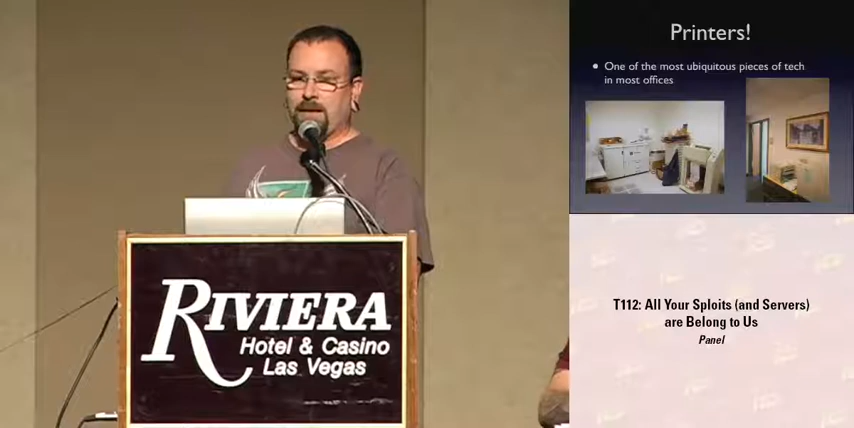 Printers!
One of the most ubiquitous pieces of tech
in most offices
RIVIERA
Hotel & Casino
Las Vegas
T112: All Your Sploits (and Servers)
are Belong to Us
Panel